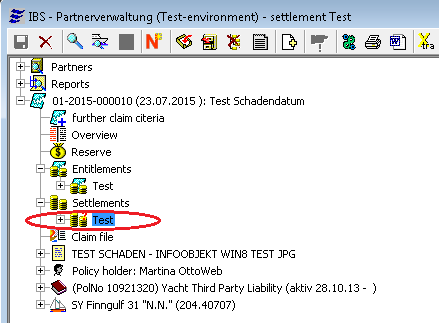 IBS - Partnerverwaltung (Test-environment) - settlement Test
N° xtra
Partners
Reports
01-2015-000010 (23.07.2015 ): Test Schadendatum
further claim citeria
Overview
Reserve
Entitlements
Test
Settlements
Test
Claim file
TEST SCHADEN - INFOOBJEKT WIN8 TEST JPG
Policy holder: Martina OttoWeb
(PolNo 10921320) Yacht Third Party Liability (aktiv 28.10.13 - )
SY Finngulf 31 "N.N." (204.40707)